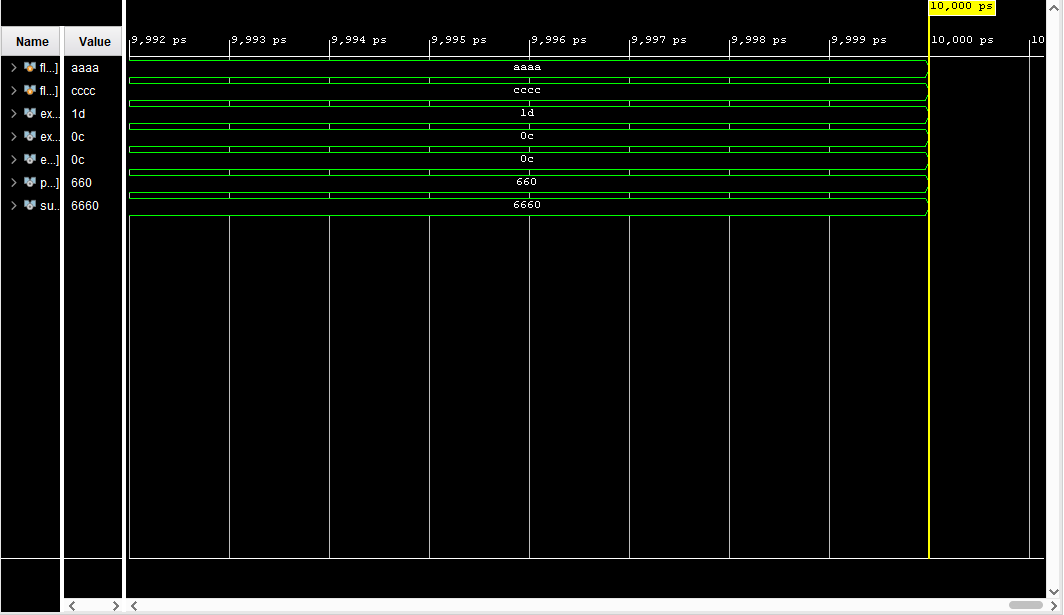 10,000 ps
Name Value
9,992 ps 9,993 ps 9,994 ps 9,995 ps 9,996 ps 9,997 ps 9,998 ps 9,999 ps 10,000 ps 10
fl...] aaaa aaaa
fl...] cccc cccc
ex... 1d 1d
ex... 0c 0c
e...] 0c 0c
p...] 660 660
su... 6660 6660